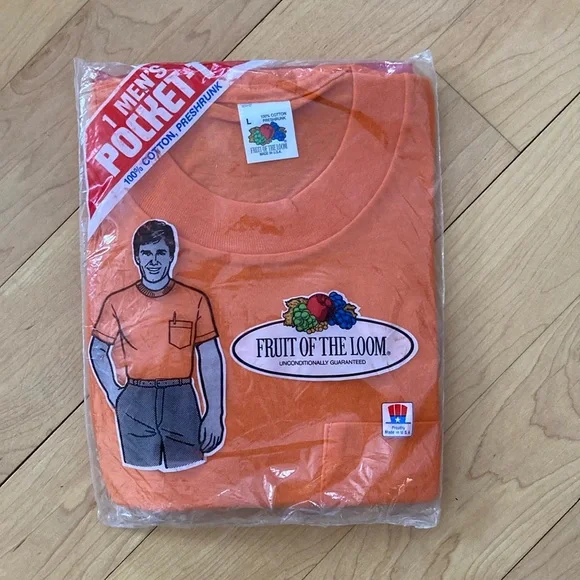 1 MEN'S
POCKET-T
100% COTTON, PRESHRUNK
L
100% COTTON
PRESHRUNK
FRUIT OF THE LOOM
MADE IN U.S.A.
FRUIT OF THE LOOM®
UNCONDITIONALLY GUARANTEED
Proudly
Made in U.S.A